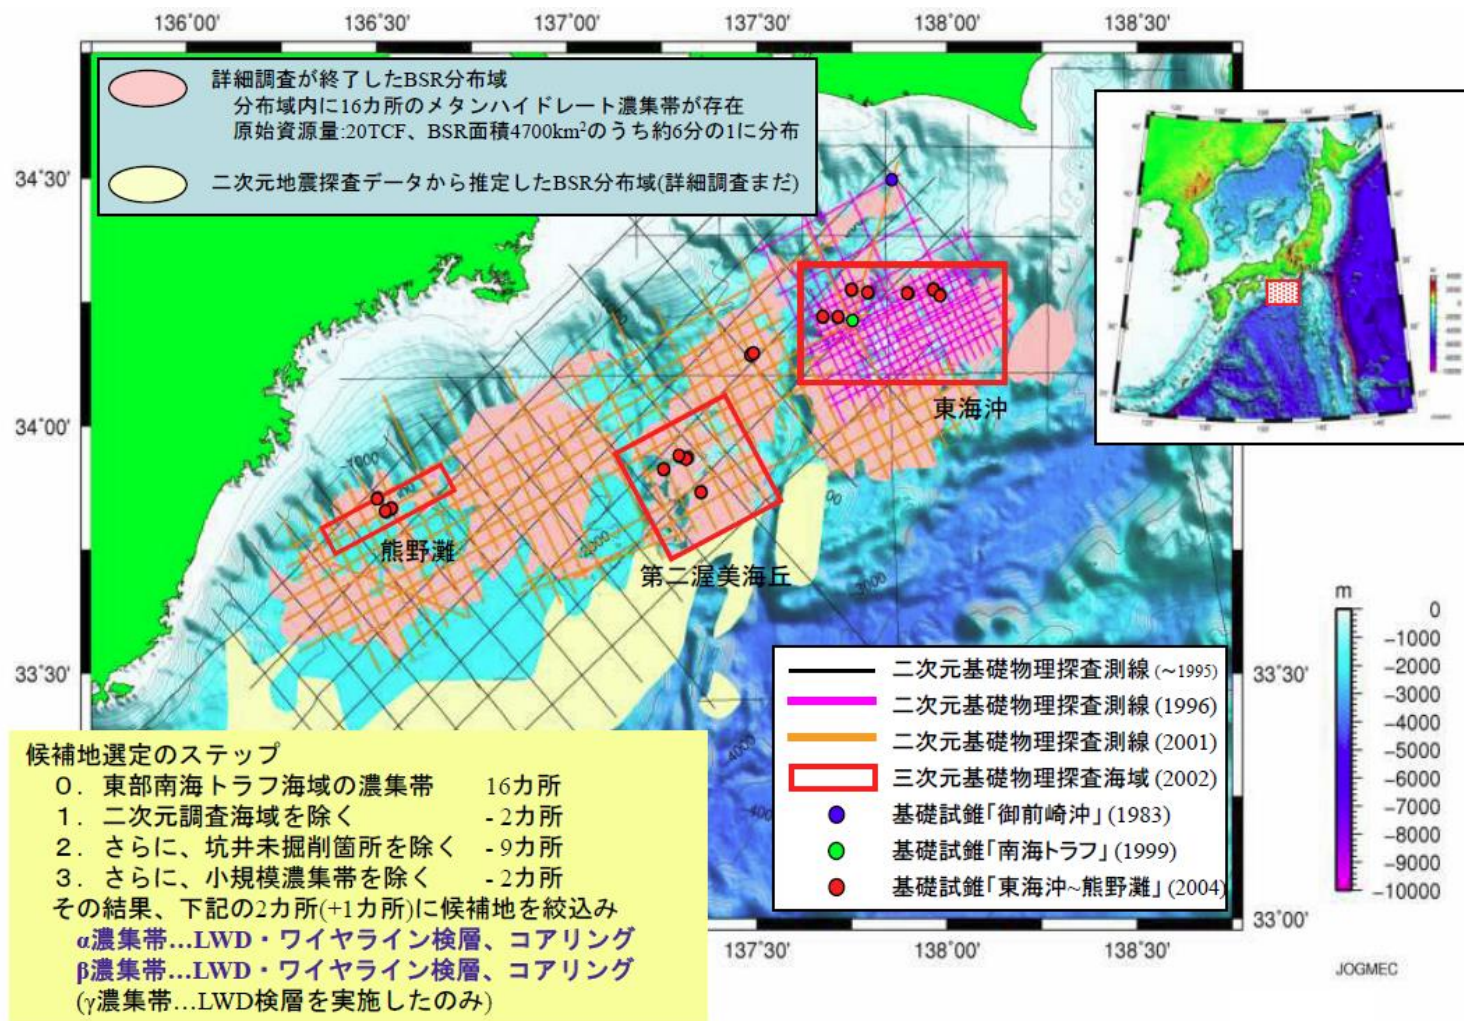 136°00'
136°30'
137°00'
137°30'
138°00'
138°30'
詳細調査が終了したBSR分布域
分布域内に16カ所のメタンハイドレート濃集帯が存在
原始資源量:20TCF、BSR面積4700km²のうち約6分の1に分布
二次元地震探査データから推定したBSR分布域(詳細調査まだ)
34°30'
34°00'
33°30'
東海沖
熊野灘
第二渥美海丘
-1000
-2000
-3000
-4000
二次元基礎物理探査測線 (~1995)
二次元基礎物理探査測線 (1996)
二次元基礎物理探査測線 (2001)
三次元基礎物理探査海域 (2002)
基礎試錐「御前崎沖」(1983)
基礎試錐「南海トラフ」(1999)
基礎試錐「東海沖~熊野灘」(2004)
33°30'
33°00'
m
0
-1000
-2000
-3000
-4000
-5000
-6000
-7000
-8000
-9000
-10000
候補地選定のステップ
0. 東部南海トラフ海域の濃集帯 16カ所
1. 二次元調査海域を除く - 2カ所
2. さらに、坑井未掘削箇所を除く - 9カ所
3. さらに、小規模濃集帯を除く - 2カ所
その結果、下記の2カ所(+1カ所)に候補地を絞込み
α濃集帯…LWD・ワイヤライン検層、コアリング
β濃集帯…LWD・ワイヤライン検層、コアリング
(γ濃集帯…LWD検層を実施したのみ)
137°30'
138°00'
138°30'
JOGMEC